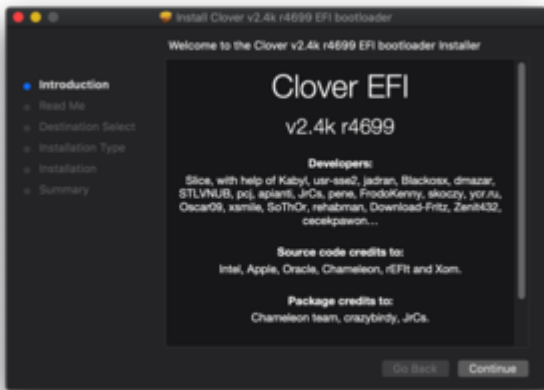 Install Clover v2.4k r4699 EFI bootloader
Welcome to the Clover v2.4k r4699 EFI bootloader Installer
Introduction
Read Me
Destination Select
Installation Type
Installation
Summary
Clover EFI
v2.4k r4699
Developers:
Slice, with help of Kabyl, usr-sse2, jadran, Blackosx, dmazar,
STLVNUB, pcj, apianti, JrCs, pene, FrodoKenny, skoczy, ycr.ru,
Oscar09, xsmile, SoThOr, rehabman, Download-Fritz, Zenit432,
cecekpawon...
Source code credits to:
Intel, Apple, Oracle, Chameleon, rEFIt and Xom.
Package credits to:
Chameleon team, crazybirdy, JrCs.
Go Back
Continue